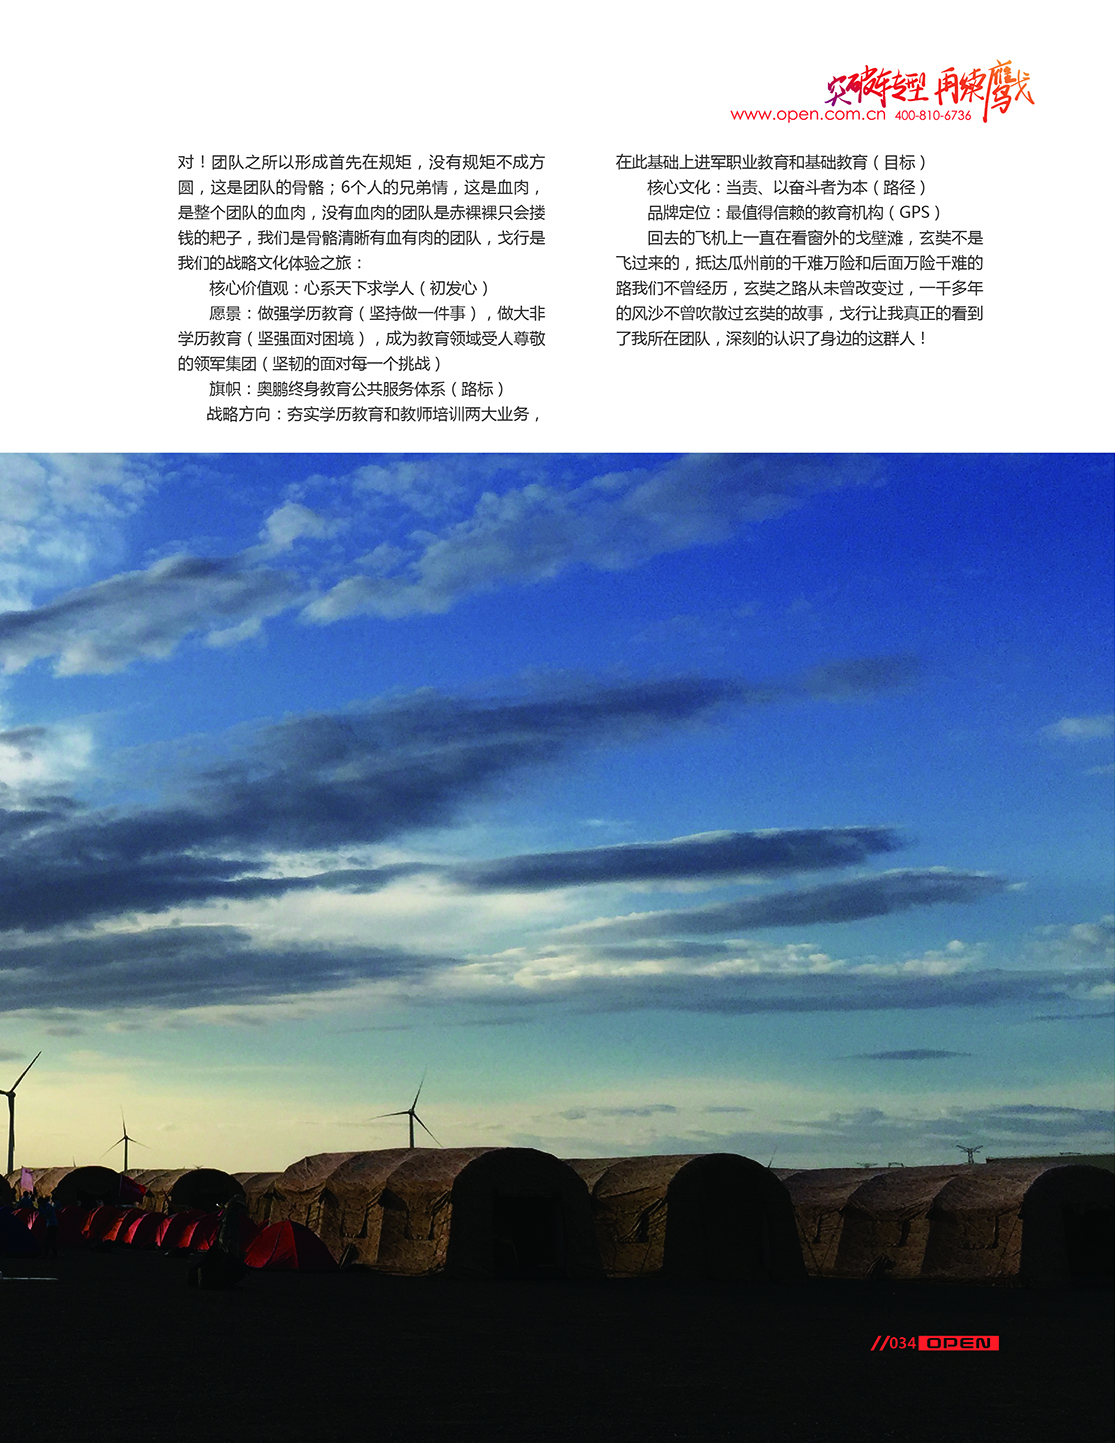 突破转型 再续鹰戈
www.open.com.cn 400-810-6736
对！团队之所以形成首先在规矩，没有规矩不成方
圆，这是团队的骨骼；6个人的兄弟情，这是血肉，
是整个团队的血肉，没有血肉的团队是赤裸裸只会搂
钱的耙子，我们是骨骼清晰有血有肉的团队，戈行是
我们的战略文化体验之旅：
核心价值观：心系天下求学人（初发心）
愿景：做强学历教育（坚持做一件事），做大非
学历教育（坚强面对困境），成为教育领域受人尊敬
的领军集团（坚韧的面对每一个挑战）
旗帜：奥鹏终身教育公共服务体系（路标）
战略方向：夯实学历教育和教师培训两大业务，
在此基础上进军职业教育和基础教育（目标）
核心文化：当责、以奋斗者为本（路径）
品牌定位：最值得信赖的教育机构（GPS）
回去的飞机上一直在看窗外的戈壁滩，玄奘不是
飞过来的，抵达瓜州前的千难万险和后面万险千难的
路我们不曾经历，玄奘之路从未曾改变过，一千多年
的风沙不曾吹散过玄奘的故事，戈行让我真正的看到
了我所在团队，深刻的认识了身边的这群人！
//034 OPEN